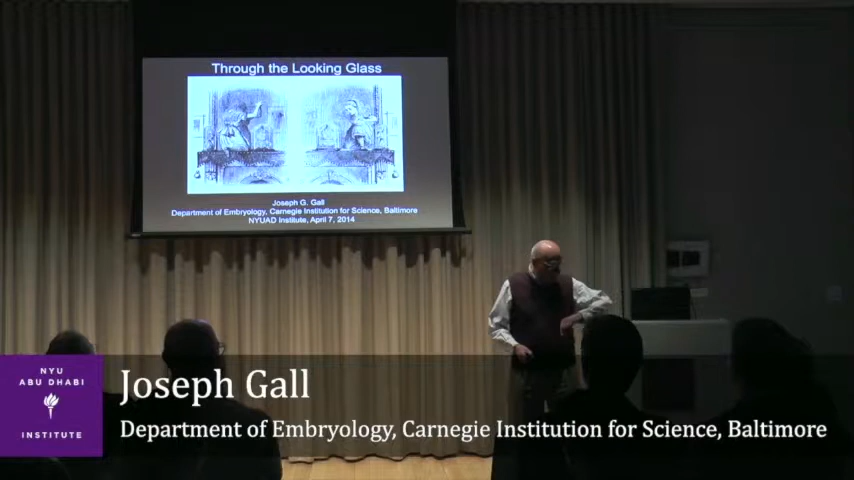 Through the Looking Glass
Joseph G. Gall
Department of Embryology, Carnegie Institution for Science, Baltimore
NYUAD Institute, April 7, 2014
NYU
ABU DHABI
INSTITUTE
Joseph Gall
Department of Embryology, Carnegie Institution for Science, Baltimore